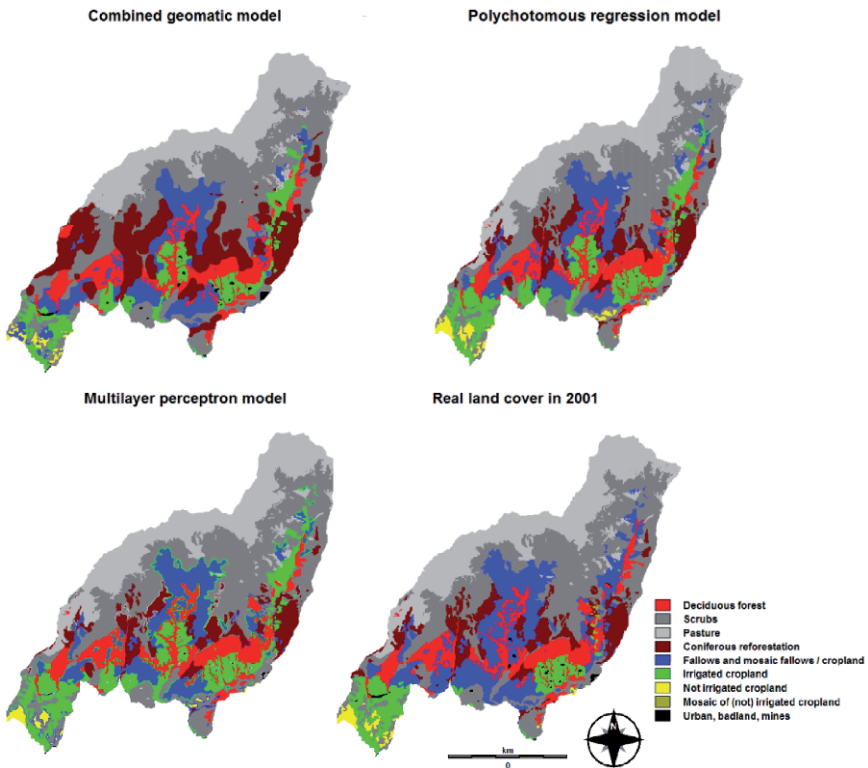 Combined geomatic model
Polychotomous regression model
Multilayer perceptron model
Real land cover in 2001
Deciduous forest
Scrubs
Pasture
Coniferous reforestation
Fallows and mosaic fallows / cropland
Irrigated cropland
Not irrigated cropland
Mosaic of (not) irrigated cropland
Urban, badland, mines
km
0
N